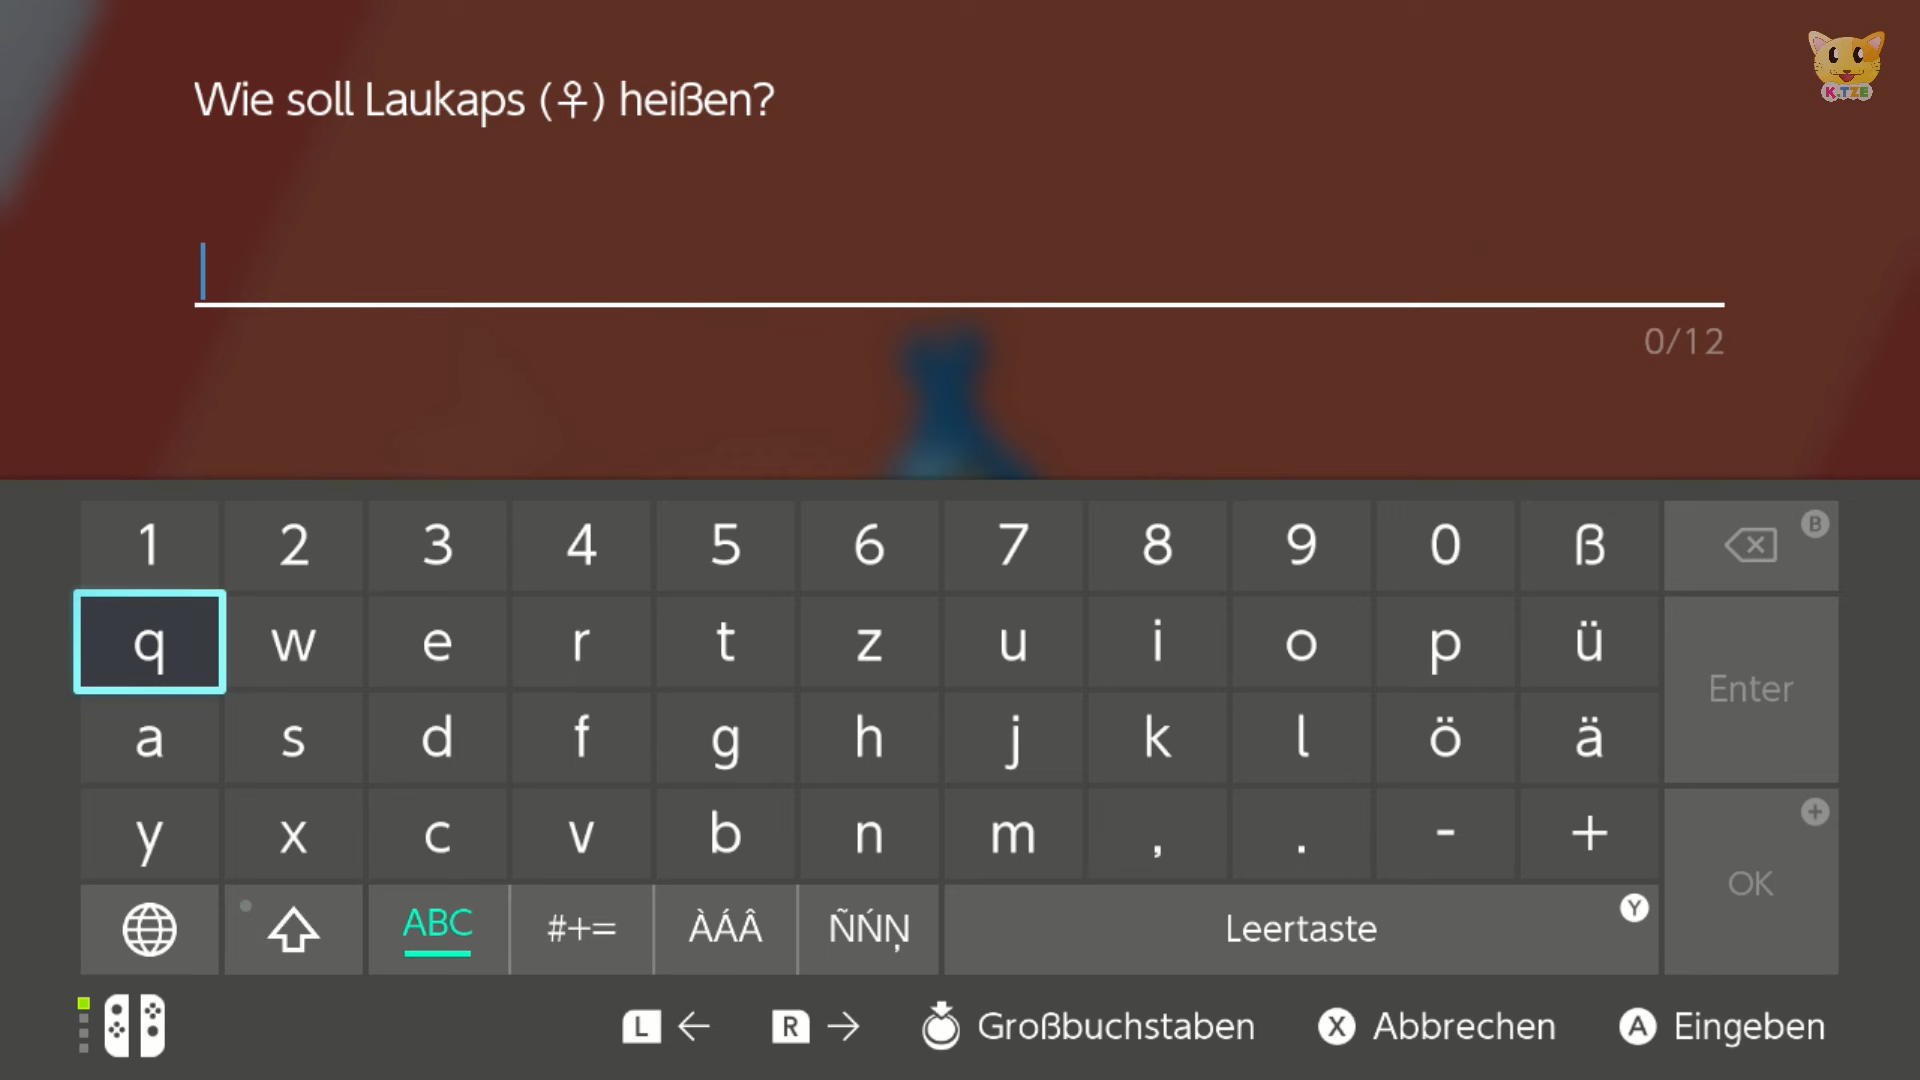 K.TZE
Wie soll Laukaps (♀) heißen?
0/12
1 2 3 4 5 6 7 8 9 0 ß B
q w e r t z u i o p ü Enter
a s d f g h j k l ö ä
y x c v b n m , . - + OK
ABC #+= ÀÁÂ ÑŃŅ Leertaste Y
L ← R → Großbuchstaben X Abbrechen A Eingeben